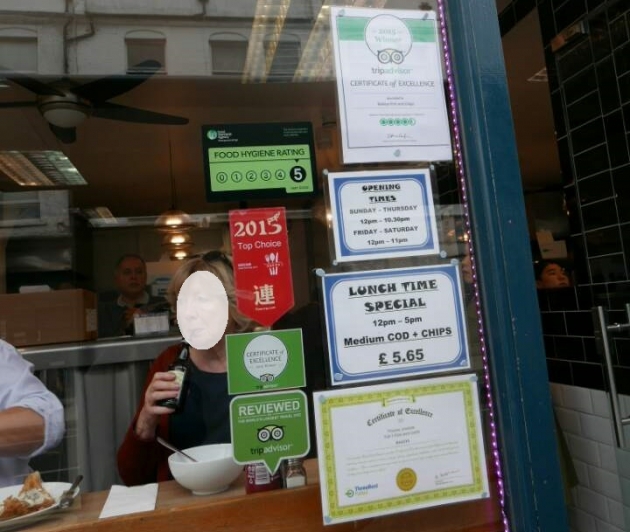 2015
Winner
tripadvisor
CERTIFICATE of EXCELLENCE
FOOD HYGIENE RATING
0 1 2 3 4 5
OPENING
TIMES
SUNDAY - THURSDAY
12pm - 10.30pm
FRIDAY - SATURDAY
12pm - 11pm
2015
Top Choice
連
LUNCH TIME
SPECIAL
12pm - 5pm
Medium COD + CHIPS
£ 5.65
CERTIFICATE of
EXCELLENCE
REVIEWED
tripadvisor
Certificate of Excellence